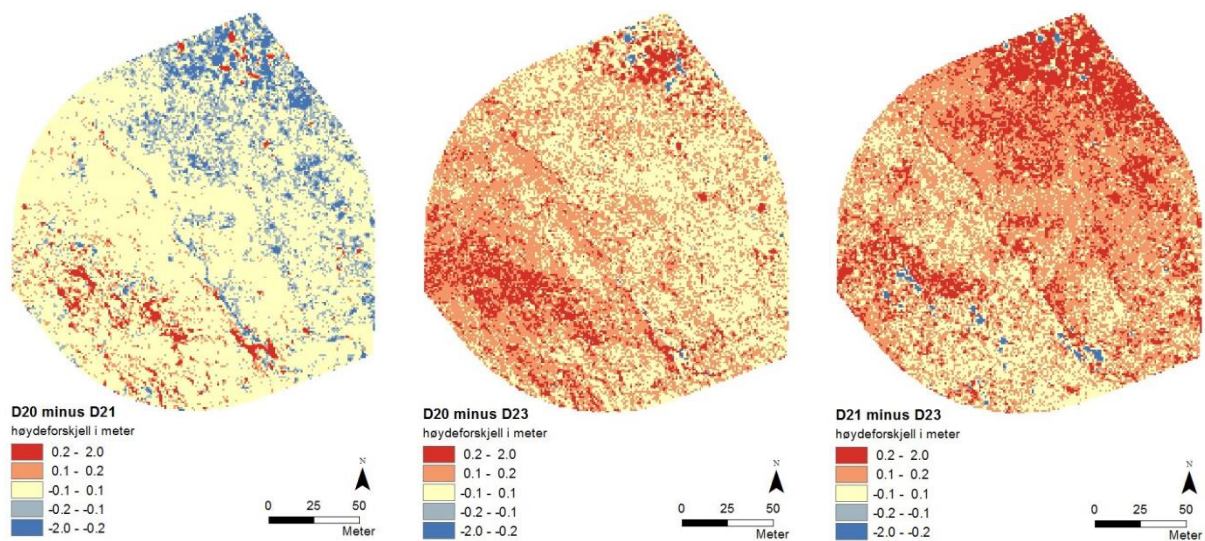 D20 minus D21
høydeforskjell i meter
0.2 - 2.0
0.1 - 0.2
-0.1 - 0.1
-0.2 - -0.1
-2.0 - -0.2
N
0 25 50
Meter
D20 minus D23
høydeforskjell i meter
0.2 - 2.0
0.1 - 0.2
-0.1 - 0.1
-0.2 - -0.1
-2.0 - -0.2
N
0 25 50
Meter
D21 minus D23
høydeforskjell i meter
0.2 - 2.0
0.1 - 0.2
-0.1 - 0.1
-0.2 - -0.1
-2.0 - -0.2
N
0 25 50
Meter